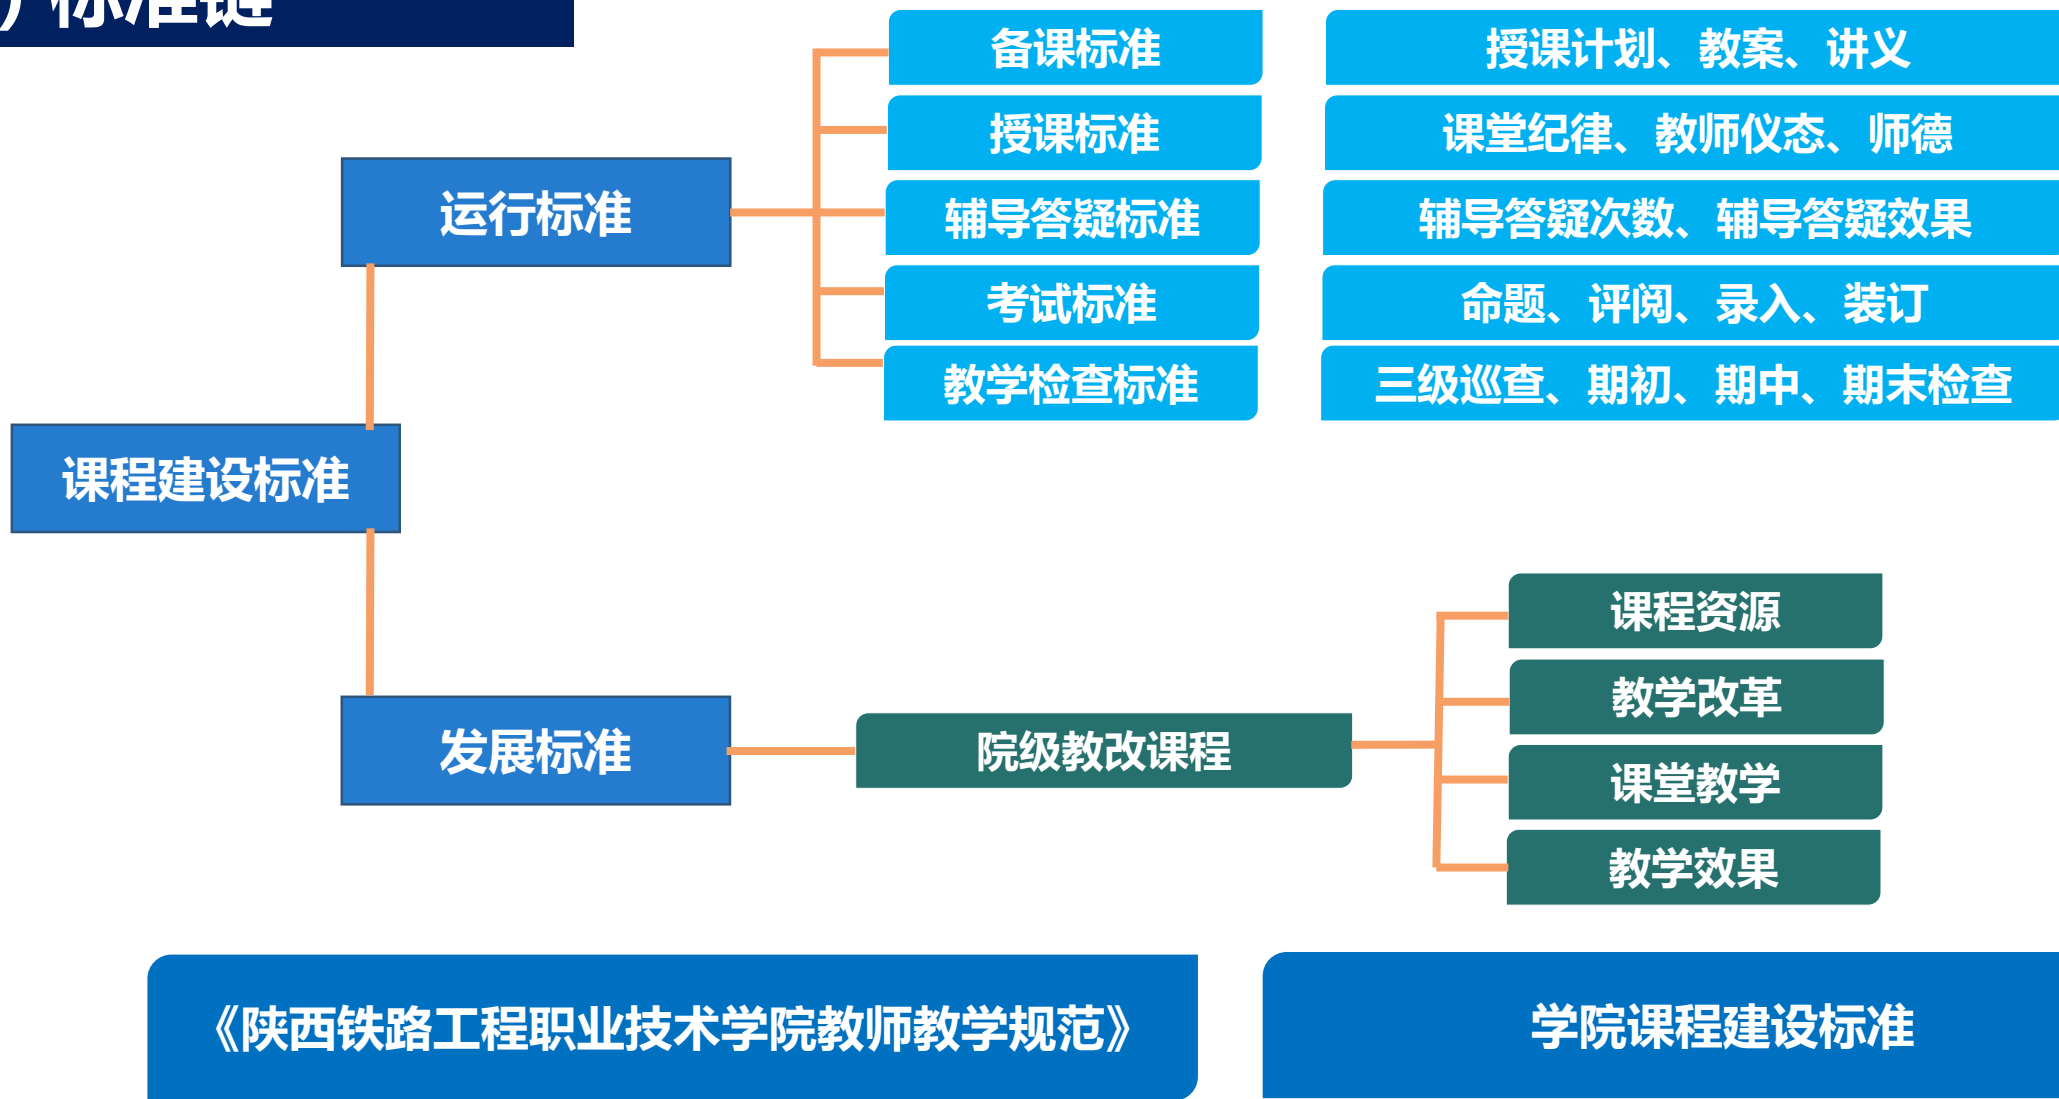 ）标准链
备课标准
授课计划、教案、讲义
授课标准
课堂纪律、教师仪态、师德
运行标准
辅导答疑标准
辅导答疑次数、辅导答疑效果
考试标准
命题、评阅、录入、装订
教学检查标准
三级巡查、期初、期中、期末检查
课程建设标准
课程资源
教学改革
发展标准
院级教改课程
课堂教学
教学效果
《陕西铁路工程职业技术学院教师教学规范》
学院课程建设标准